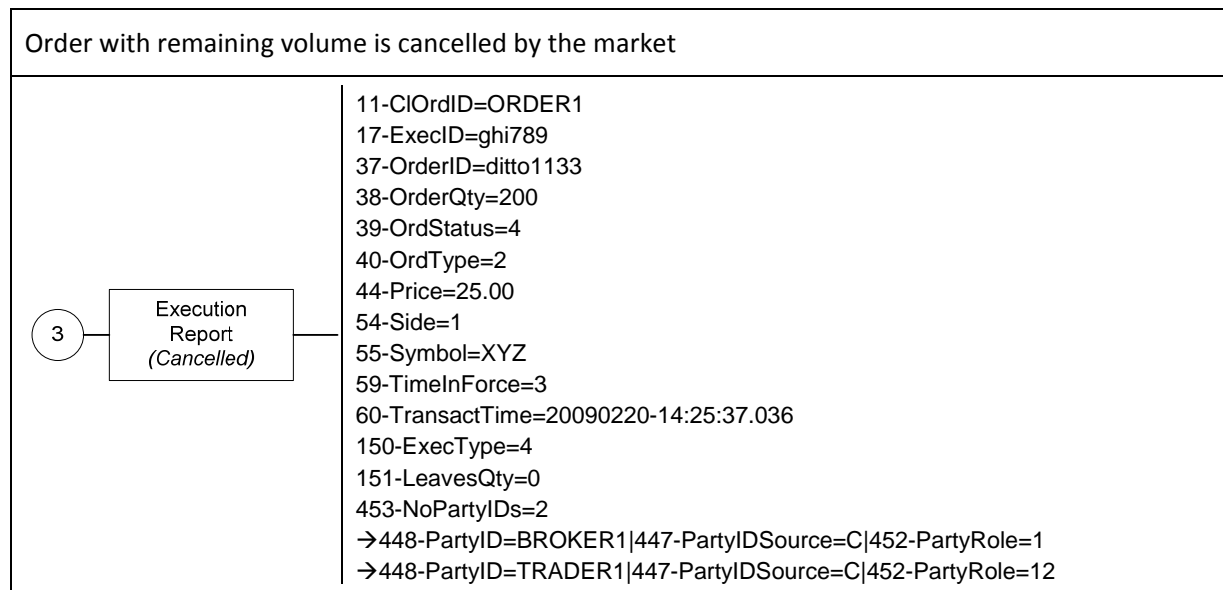 Order with remaining volume is cancelled by the market
11-ClOrdID=ORDER1
17-ExecID=ghi789
37-OrderID=ditto1133
38-OrderQty=200
39-OrdStatus=4
40-OrdType=2
44-Price=25.00
54-Side=1
55-Symbol=XYZ
59-TimeInForce=3
60-TransactTime=20090220-14:25:37.036
150-ExecType=4
151-LeavesQty=0
453-NoPartyIDs=2
→448-PartyID=BROKER1|447-PartyIDSource=C|452-PartyRole=1
→448-PartyID=TRADER1|447-PartyIDSource=C|452-PartyRole=12
3
Execution
Report
(Cancelled)